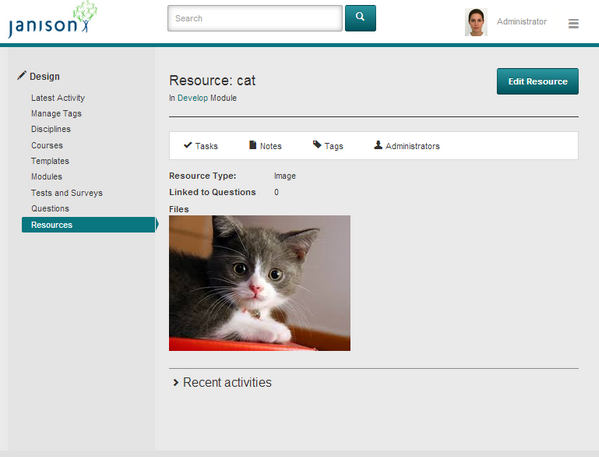 Janison
Search
Administrator
Design
Latest Activity
Manage Tags
Disciplines
Courses
Templates
Modules
Tests and Surveys
Questions
Resources
Resource: cat
Edit Resource
In Develop Module
Tasks Notes Tags Administrators
Resource Type: Image
Linked to Questions 0
Files
Recent activities